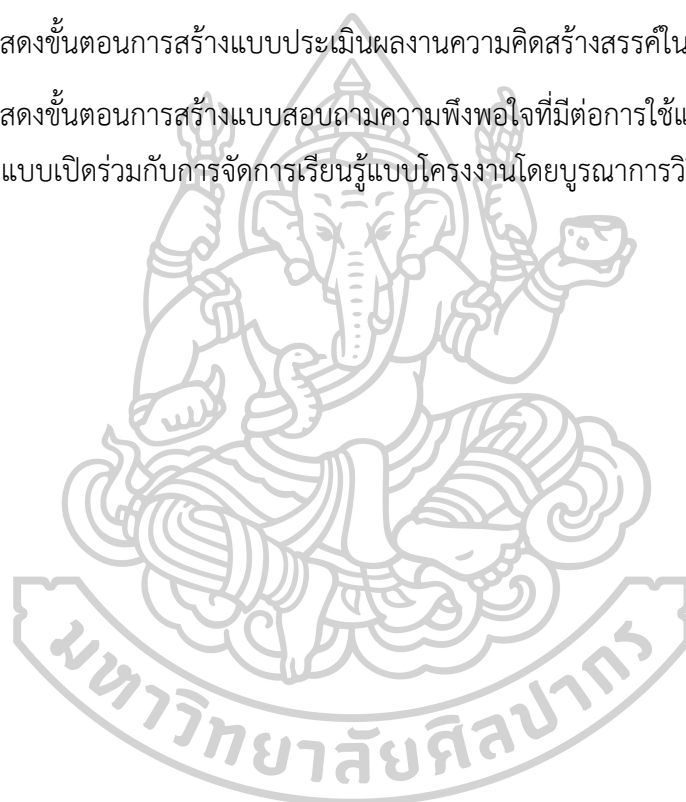 สดงขั้นตอนการสร้างแบบประเมินผลงานความคิดสร้างสรรค์ใน
สดงขั้นตอนการสร้างแบบสอบถามความพึงพอใจที่มีต่อการใช้แ
แบบเปิดร่วมกับการจัดการเรียนรู้แบบโครงงานโดยบูรณาการวิ
มหาวิทยาลัยศิลปากร